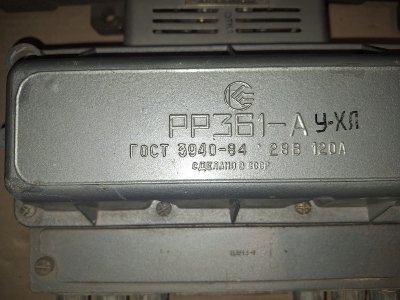 РР361-А У-ХЛ
ГОСТ 3940-84 28В 120А
СДЕЛАНО В СССР